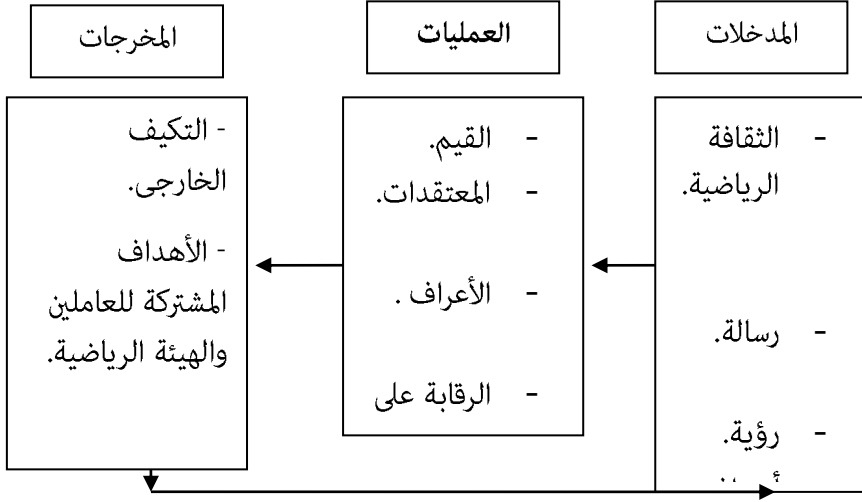 المدخلات
العمليات
المخرجات
- الثقافة
الرياضية.
- رسالة.
- رؤية.
- القيم.
- المعتقدات.
- الأعراف .
- الرقابة على
- التكيف
الخارجى.
- الأهداف
المشتركة للعاملين
والهيئة الرياضية.